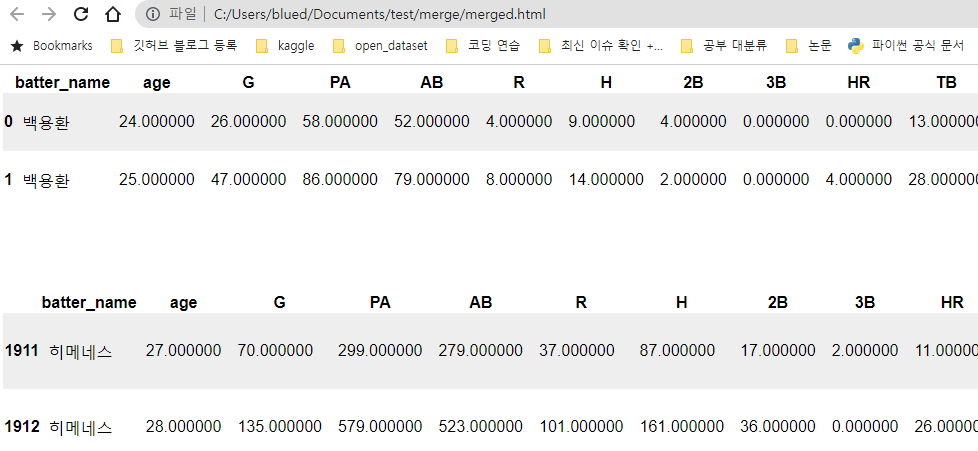 파일 C:/Users/blued/Documents/test/merge/merged.html
Bookmarks 깃허브 블로그 등록 kaggle open_dataset 코딩 연습 최신 이슈 확인 +... 공부 대분류 논문 파이썬 공식 문서
batter_name age G PA AB R H 2B 3B HR TB
0 백용환 24.000000 26.000000 58.000000 52.000000 4.000000 9.000000 4.000000 0.000000 0.000000 13.000000
1 백용환 25.000000 47.000000 86.000000 79.000000 8.000000 14.000000 2.000000 0.000000 4.000000 28.00000
batter_name age G PA AB R H 2B 3B HR
1911 히메네스 27.000000 70.000000 299.000000 279.000000 37.000000 87.000000 17.000000 2.000000 11.00000
1912 히메네스 28.000000 135.000000 579.000000 523.000000 101.000000 161.000000 36.000000 0.000000 26.00000